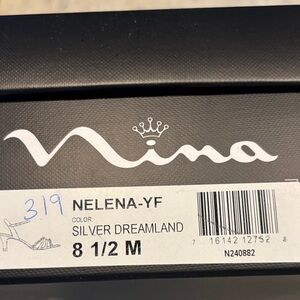 Nina
319
NELENA-YF
COLOR
SILVER DREAMLAND
8 1/2 M
7 16142 12752 8
N240882